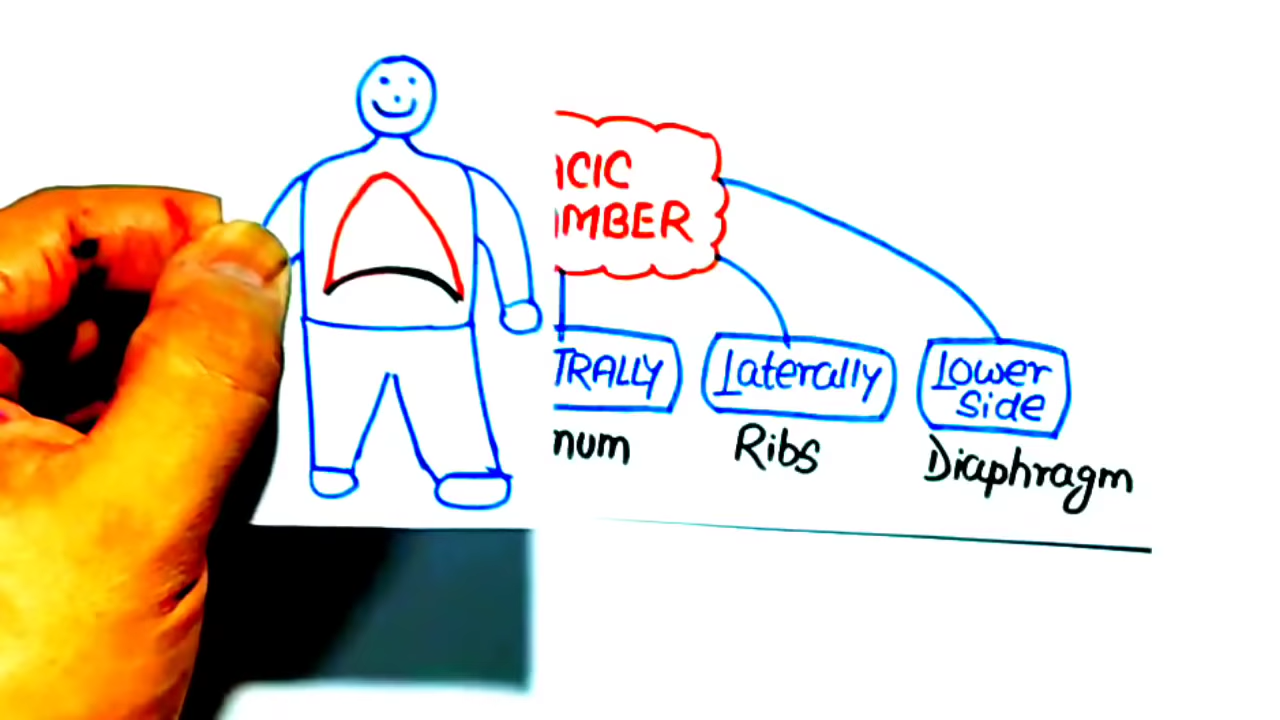 ACIC
AMBER
TRALLY
Laterally
Lower
side
num
Ribs
Diaphragm